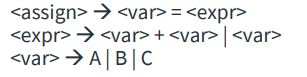 <assign> → <var> = <expr>
<expr> → <var> + <var> | <var>
<var> → A | B | C